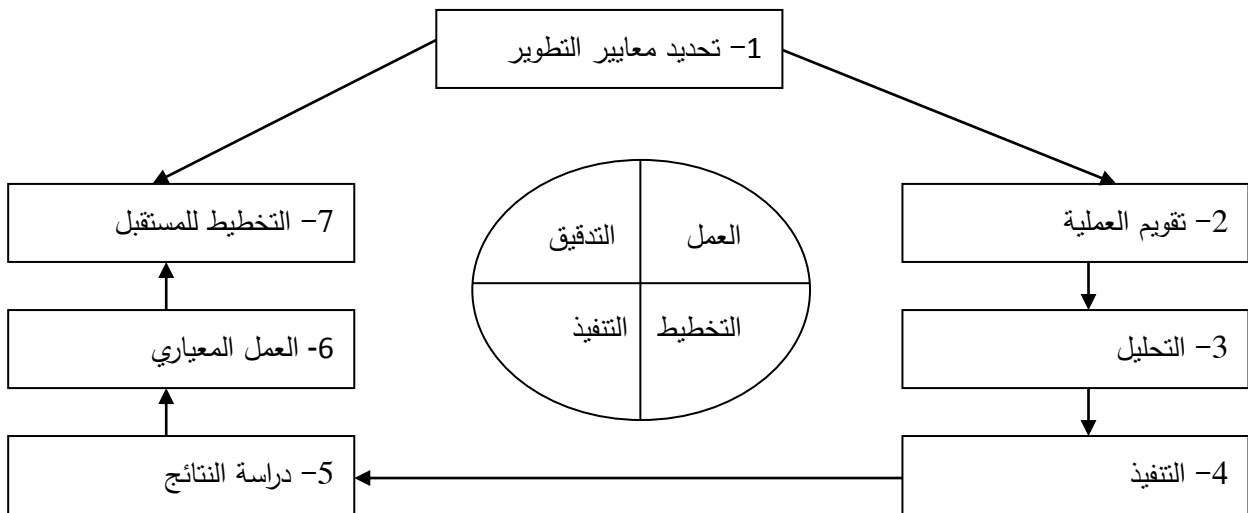 1- تحديد معايير التطوير
2- تقويم العملية
3- التحليل
4- التنفيذ
5- دراسة النتائج
6- العمل المعياري
7- التخطيط للمستقبل
العمل
التدقيق
التخطيط
التنفيذ